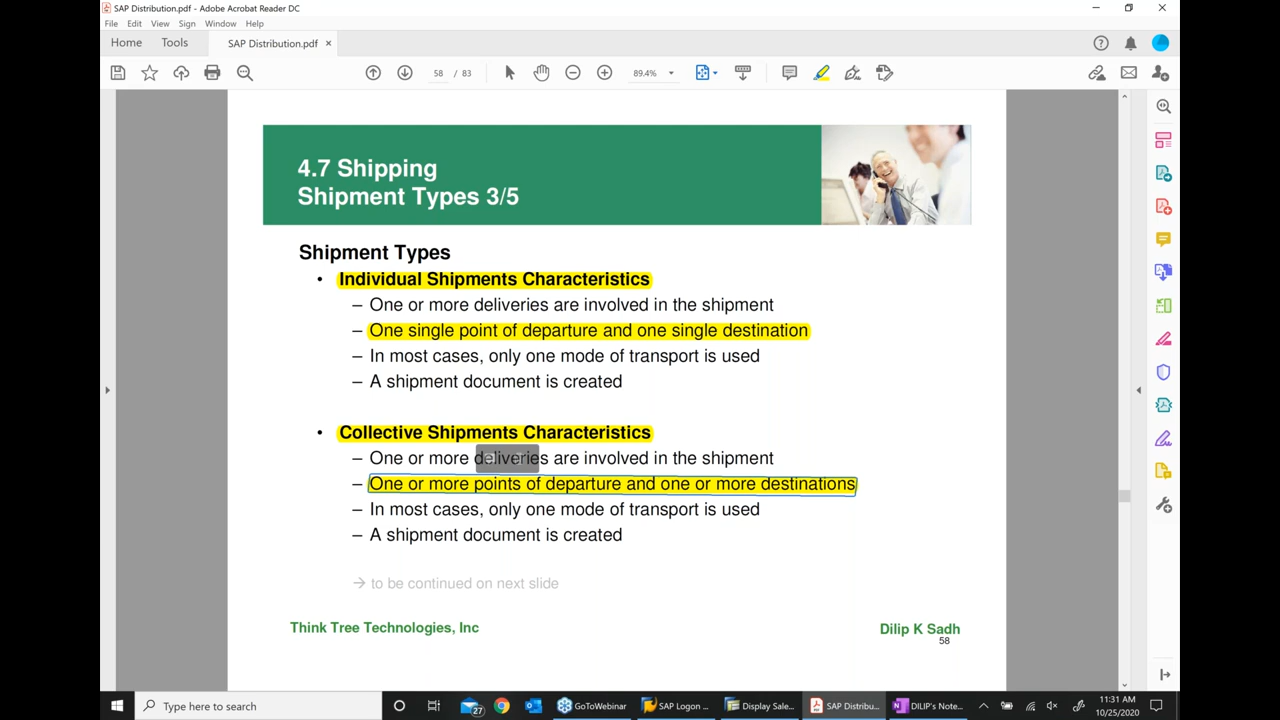 SAP Distribution.pdf - Adobe Acrobat Reader DC
File Edit View Sign Window Help
Home Tools SAP Distribution.pdf ×
58 / 83 89.4%
4.7 Shipping
Shipment Types 3/5
Shipment Types
• Individual Shipments Characteristics
– One or more deliveries are involved in the shipment
– One single point of departure and one single destination
– In most cases, only one mode of transport is used
– A shipment document is created
• Collective Shipments Characteristics
– One or more deliveries are involved in the shipment
– One or more points of departure and one or more destinations
– In most cases, only one mode of transport is used
– A shipment document is created
→ to be continued on next slide
Think Tree Technologies, Inc
Dilip K Sadh
58
Type here to search
27
GoToWebinar
SAP Logon ...
Display Sale...
SAP Distribu...
DILIP's Note...
11:31 AM
10/25/2020